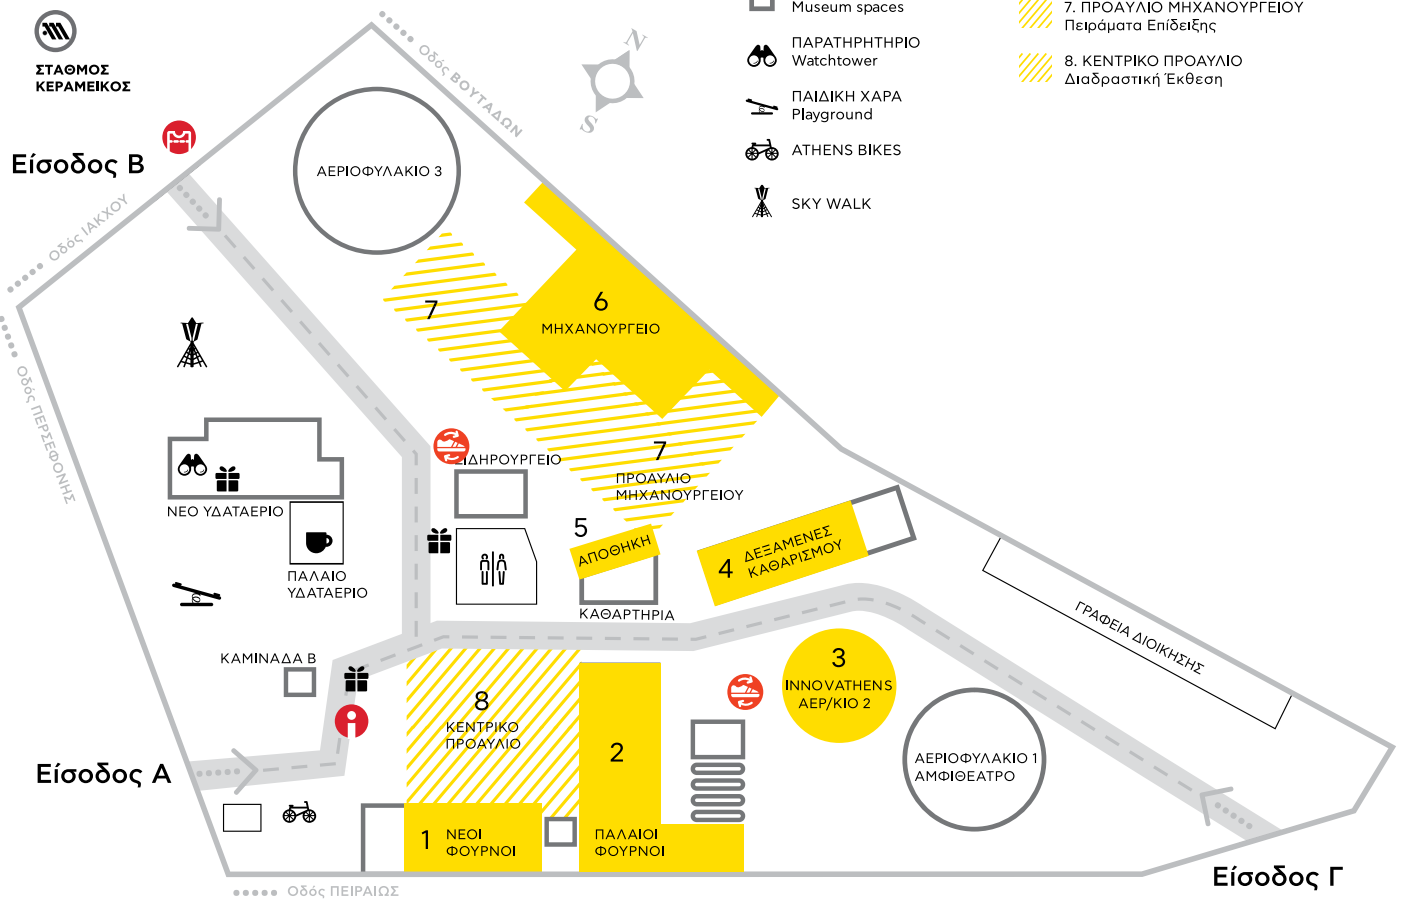 Museum spaces
7. ΠΡΟΑΥΛΙΟ ΜΗΧΑΝΟΥΡΓΕΙΟΥ
Πειράματα Επίδειξης
ΣΤΑΘΜΟΣ
ΚΕΡΑΜΕΙΚΟΣ
Οδός ΒΟΥΤΑΔΩΝ
N
S
ΠΑΡΑΤΗΡΗΤΗΡΙΟ
Watchtower
8. ΚΕΝΤΡΙΚΟ ΠΡΟΑΥΛΙΟ
Διαδραστική Έκθεση
ΠΑΙΔΙΚΗ ΧΑΡΑ
Playground
ATHENS BIKES
SKY WALK
Είσοδος Β
ΑΕΡΙΟΦΥΛΑΚΙΟ 3
Οδός ΙΑΚΧΟΥ
Οδός ΠΕΡΣΕΦΟΝΗΣ
7
6
ΜΗΧΑΝΟΥΡΓΕΙΟ
ΙΔΗΡΟΥΡΓΕΙΟ
7
ΠΡΟΑΥΛΙΟ
ΜΗΧΑΝΟΥΡΓΕΙΟΥ
ΝΕΟ ΥΔΑΤΑΕΡΙΟ
5
ΑΠΟΘΗΚΗ
4
ΔΕΞΑΜΕΝΕΣ
ΚΑΘΑΡΙΣΜΟΥ
ΠΑΛΑΙΟ
ΥΔΑΤΑΕΡΙΟ
ΚΑΘΑΡΤΗΡΙΑ
ΓΡΑΦΕΙΑ ΔΙΟΙΚΗΣΗΣ
ΚΑΜΙΝΑΔΑ Β
3
INNOVATHENS
ΑΕΡ/ΚΙΟ 2
8
ΚΕΝΤΡΙΚΟ
ΠΡΟΑΥΛΙΟ
2
ΑΕΡΙΟΦΥΛΑΚΙΟ 1
ΑΜΦΙΘΕΑΤΡΟ
Είσοδος Α
1
ΝΕΟΙ
ΦΟΥΡΝΟΙ
ΠΑΛΑΙΟΙ
ΦΟΥΡΝΟΙ
Είσοδος Γ
Οδός ΠΕΙΡΑΙΩΣ